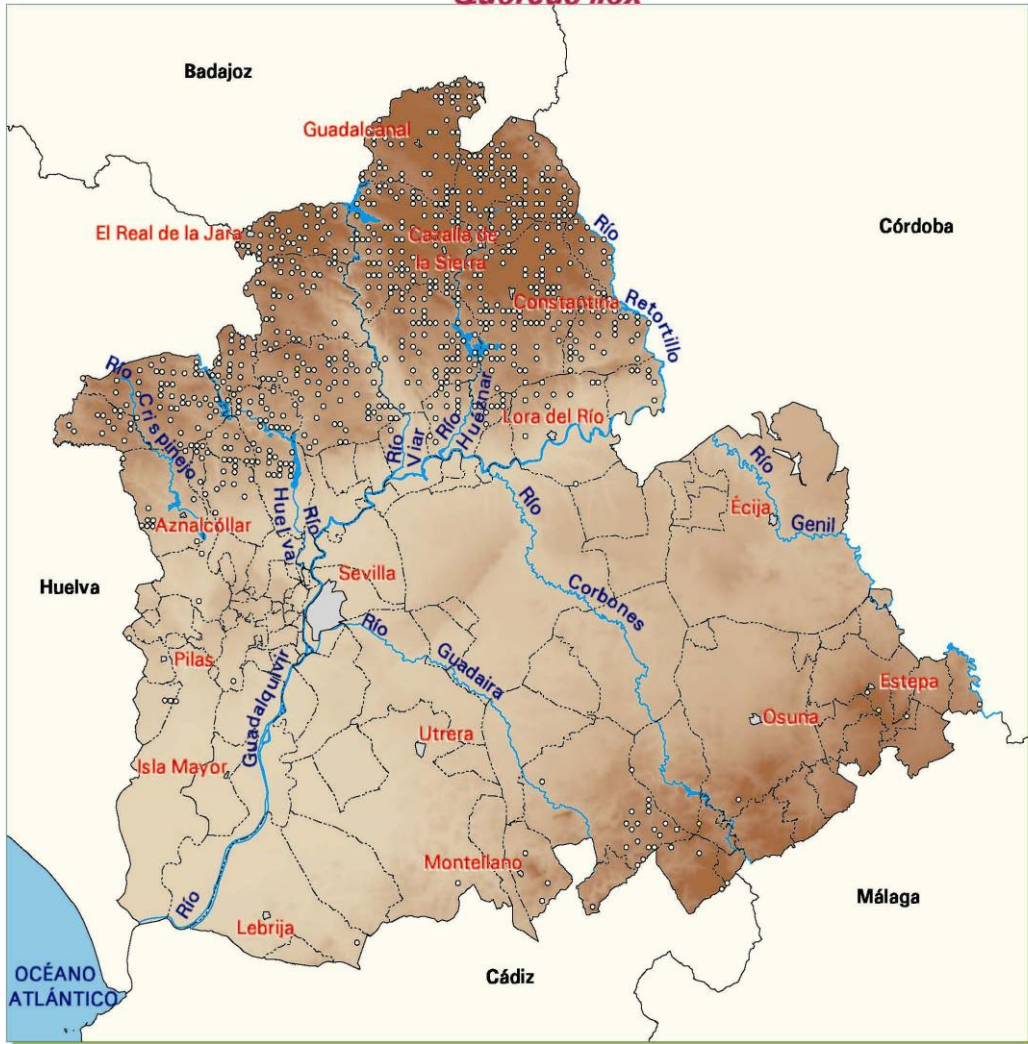 Quercus ilex
Badajoz
Guadalcanal
El Real de la Jara
Cazalla de
la Sierra
Córdoba
Río
Retortillo
Constantina
Río
Crispinejo
Río
Huéznar
Río
Viar
Lora del Río
Río
Genil
Écija
Aznalcóllar
Huelva
Río
Río
Corbones
Huelva
Sevilla
Río
Guadaira
Pilas
Guadalquivir
Río
Estepa
Osuna
Utrera
Isla Mayor
Montellano
Málaga
Lebrija
OCÉANO
ATLÁNTICO
Cádiz